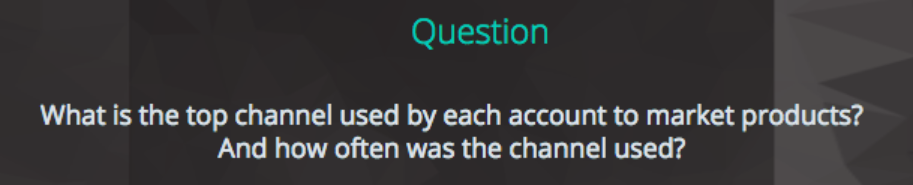 Question
What is the top channel used by each account to market products?
And how often was the channel used?